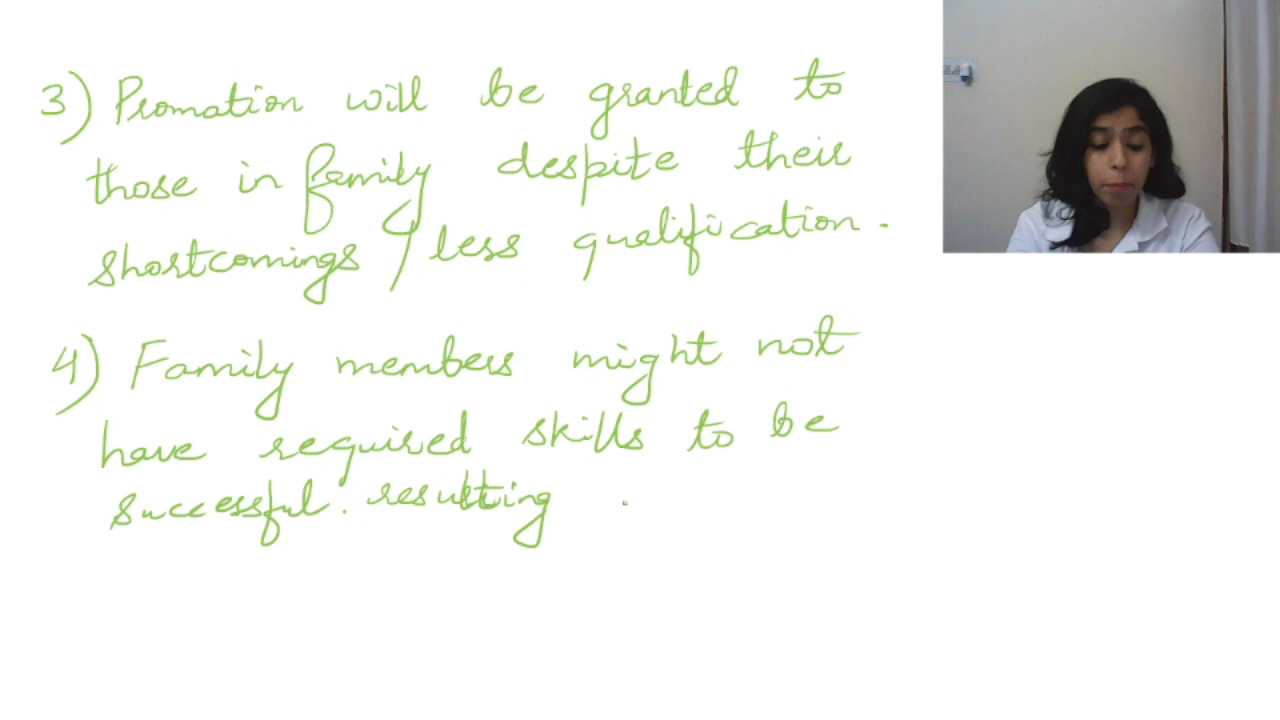 3) Promation will be granted to
those in family despite their
shortcomings / less qualification.
4) Family members might not
have required skills to be
successful. resulting